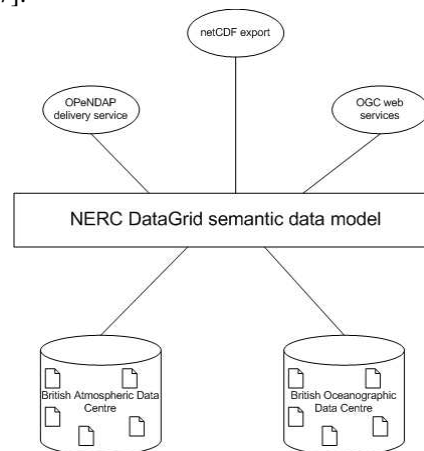 7].
netCDF export
OPeNDAP
delivery service
OGC web
services
NERC DataGrid semantic data model
British Atmospheric Data
Centre
British Oceanographic
Data Centre